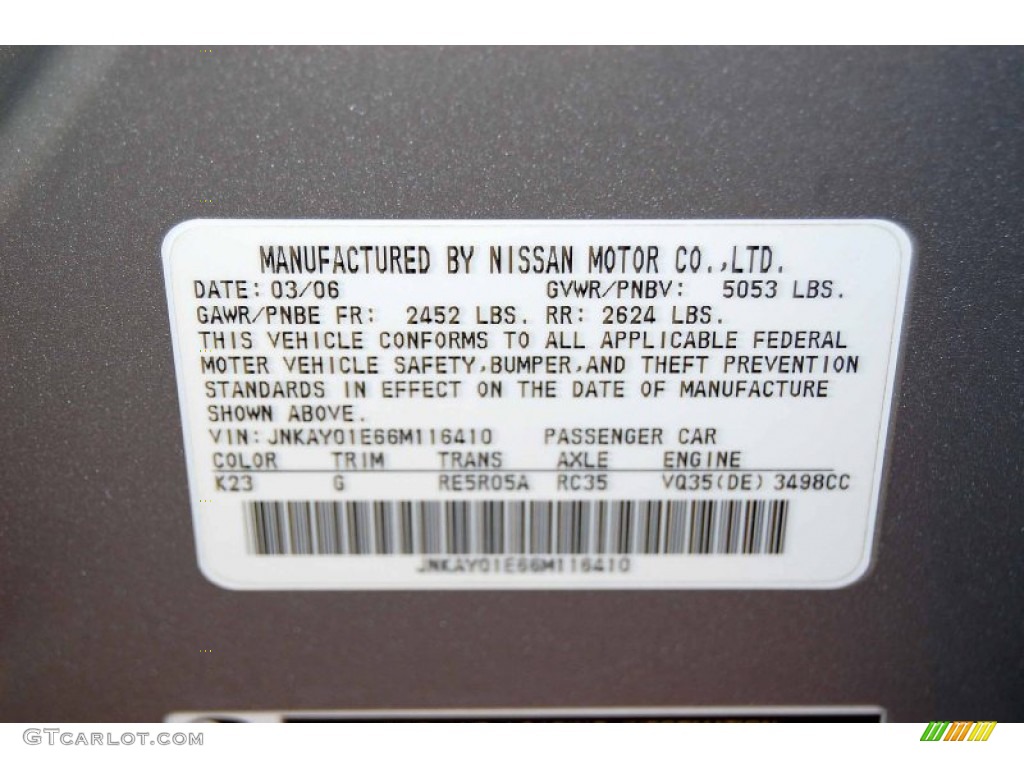 MANUFACTURED BY NISSAN MOTOR CO.,LTD.
DATE: 03/06 GVWR/PNBV: 5053 LBS.
GAWR/PNBE FR: 2452 LBS. RR: 2624 LBS.
THIS VEHICLE CONFORMS TO ALL APPLICABLE FEDERAL
MOTER VEHICLE SAFETY,BUMPER,AND THEFT PREVENTION
STANDARDS IN EFFECT ON THE DATE OF MANUFACTURE
SHOWN ABOVE.
VIN: JNKAY01E66M116410 PASSENGER CAR
COLOR TRIM TRANS AXLE ENGINE
K23 G RE5R05A RC35 VQ35(DE) 3498CC
JNKAY01E66M116410
GTCarlot.com